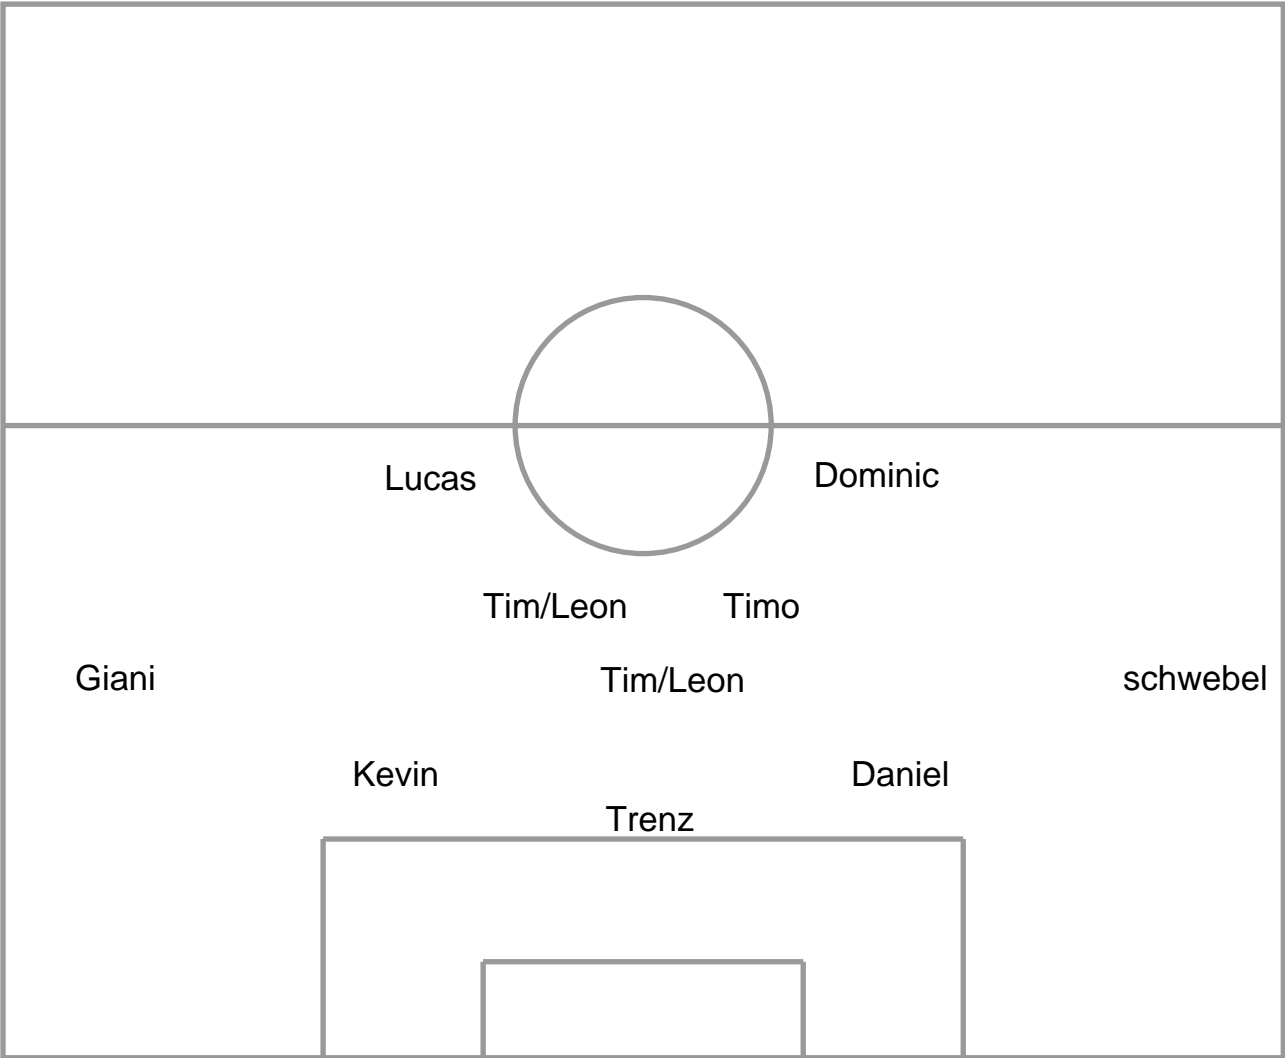 Lucas
Dominic
Tim/Leon
Timo
Giani
Tim/Leon
schwebel
Kevin
Daniel
Trenz